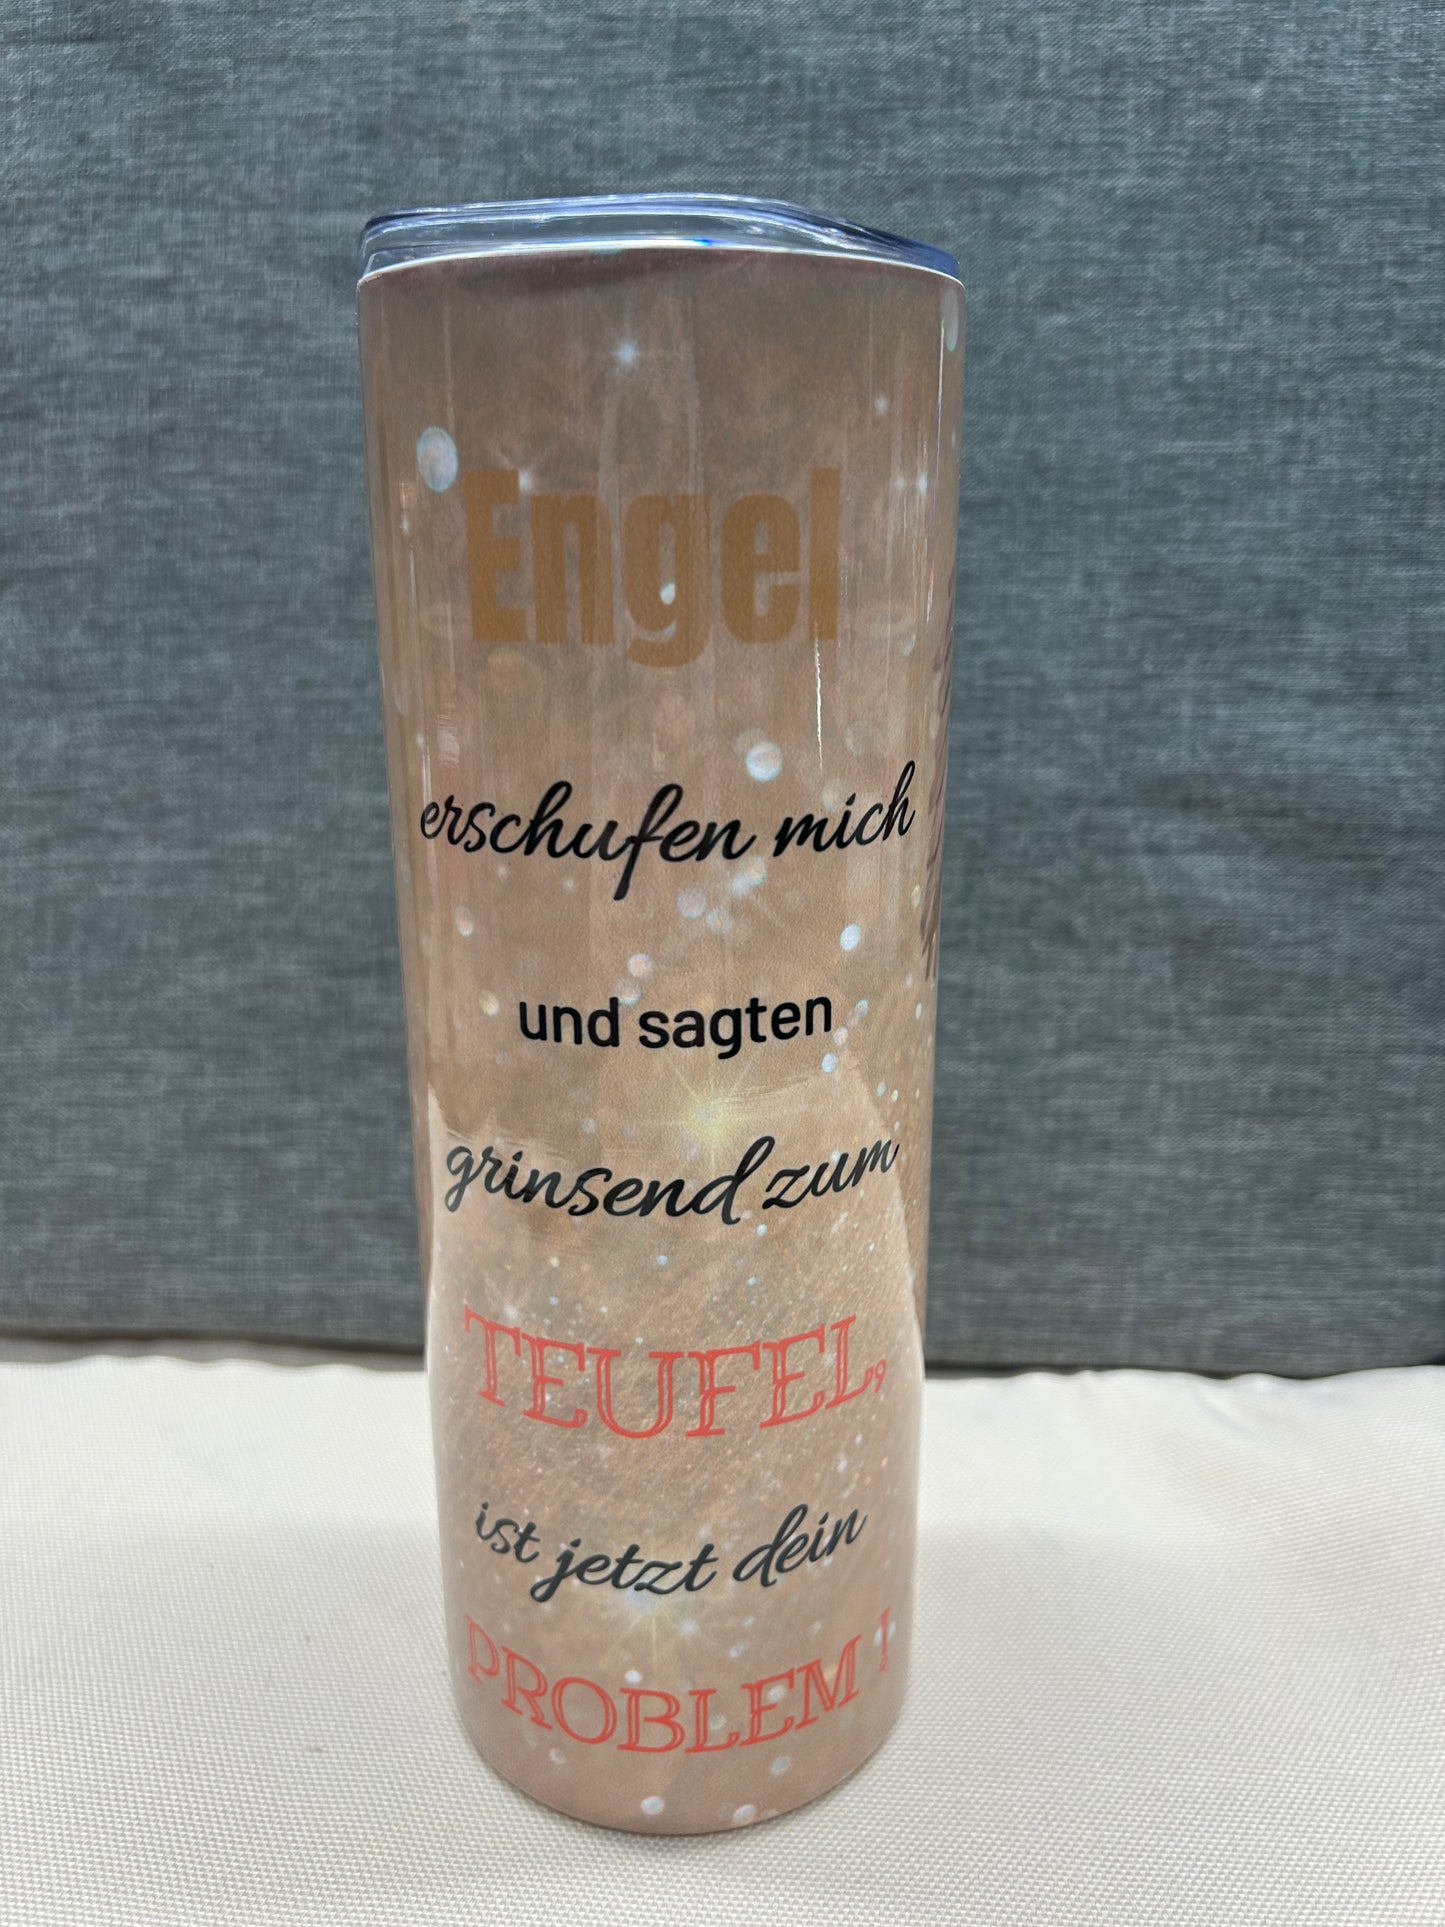 Engel
erschufen mich
und sagten
grinsend zum
TEUFEL,
ist jetzt dein
PROBLEM !